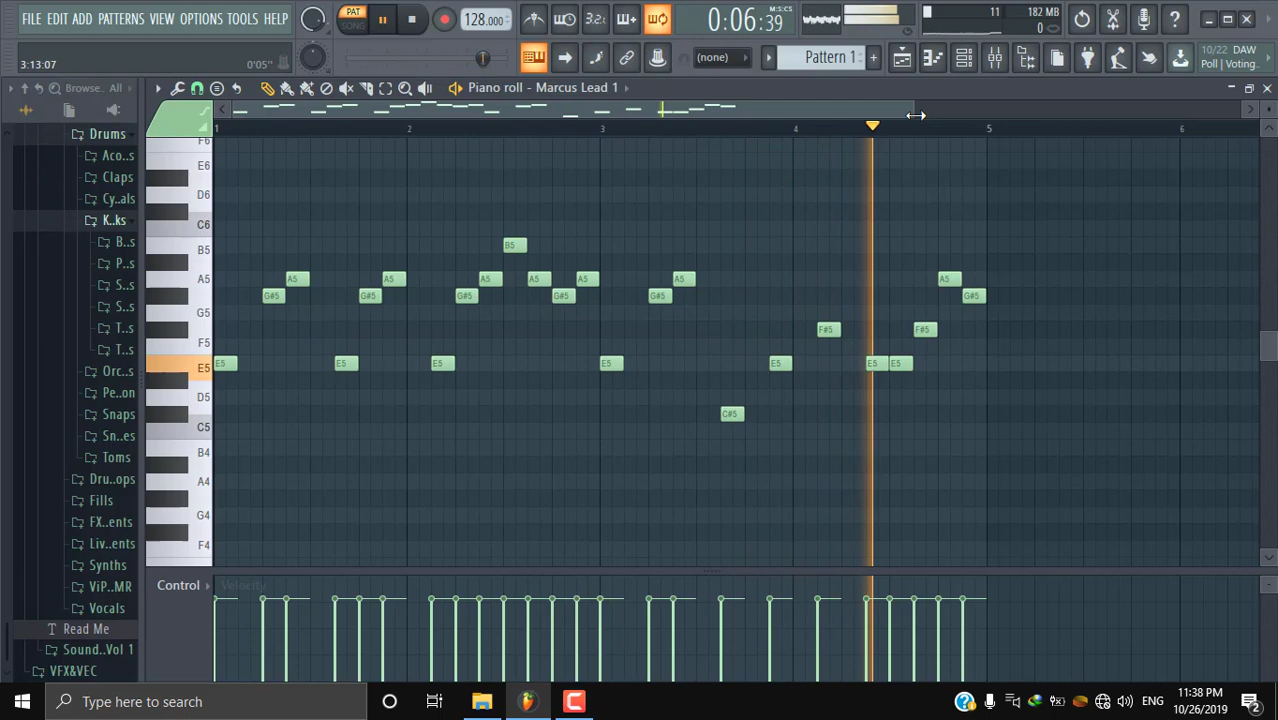 FILE EDIT ADD PATTERNS VIEW OPTIONS TOOLS HELP
PAT
SONG
128.000
3.2:
0:06:39
M:S:CS
11
182 MB
0
3:13:07
0'05"
(none)
Pattern 1
10/22 DAW
Poll | Voting..
Browse.. All
Piano roll - Marcus Lead 1
1 2 3 4 5 6
Drums
Aco..s
Claps
Cy..als
K..ks
B..s
P..s
S..s
S..s
T..s
T..s
Orc..s
Pe..on
Snaps
Sn..es
Toms
Dru..ops
Fills
FX..ents
Liv..ents
Synths
ViP..MR
Vocals
Read Me
Sound..Vol 1
VFX&VEC
F6
E6
D6
C6
B5
A5
G5
F5
E5
D5
C5
B4
A4
G4
F4
B5
A5 A5 A5 A5 A5 A5 A5
G#5 G#5 G#5 G#5 G#5 G#5
F#5 F#5
E5 E5 E5 E5 E5 E5 E5
C#5
Control
Velocity
Type here to search
ENG
11:38 PM
10/26/2019
2